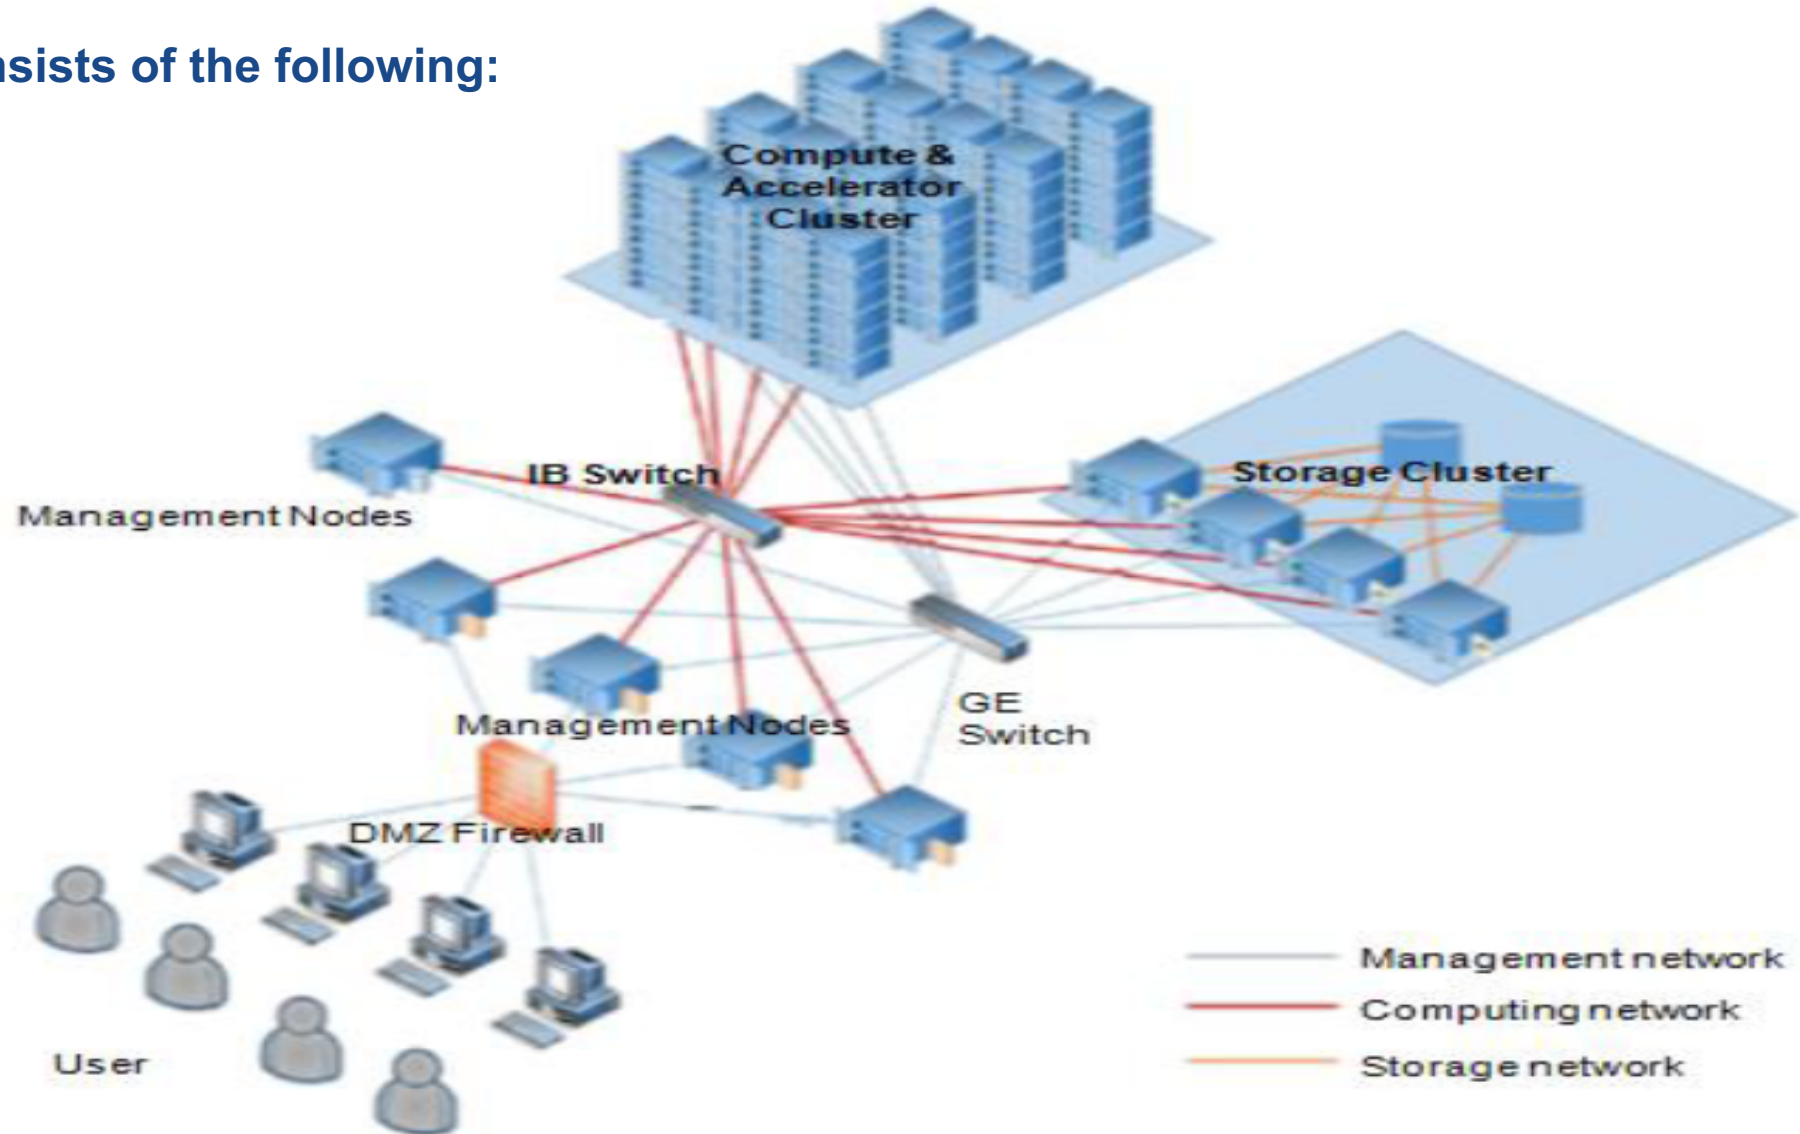 nsists of the following:
Compute &
Accelerator
Cluster
IB Switch
Storage Cluster
Management Nodes
GE
Switch
Management Nodes
DMZ Firewall
User
Management network
Computing network
Storage network